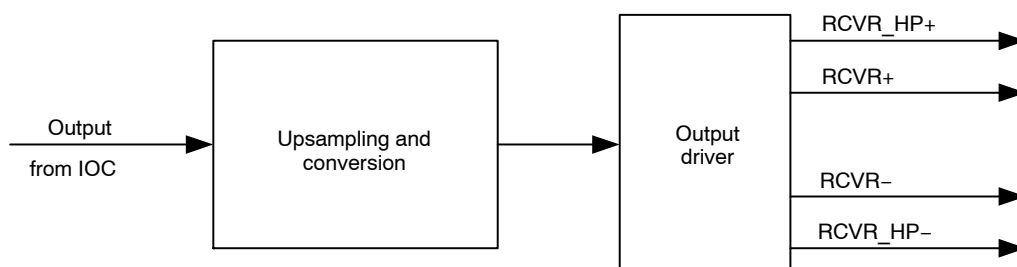 Output
from IOC
Upsampling and
conversion
Output
driver
RCVR_HP+
RCVR+
RCVR−
RCVR_HP−